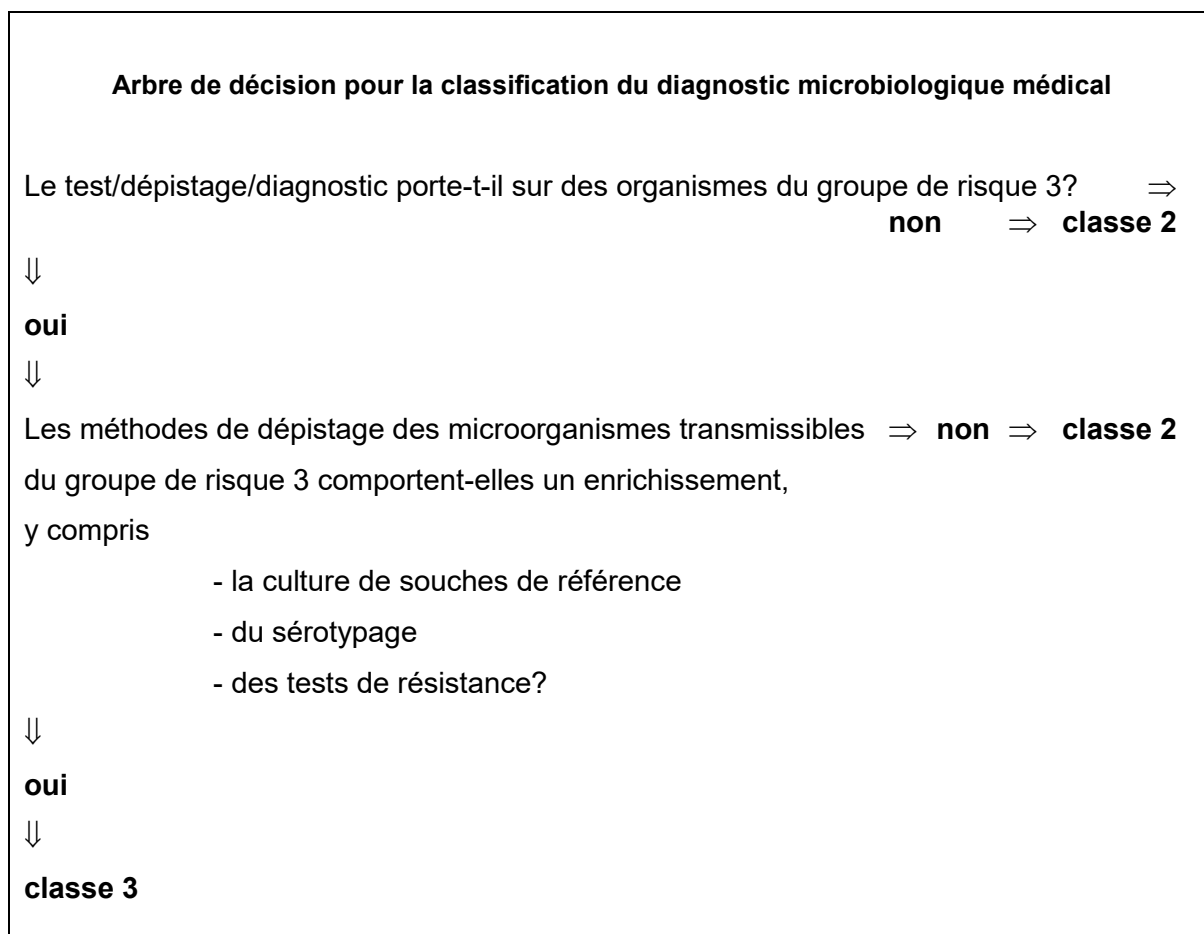 Arbre de décision pour la classification du diagnostic microbiologique médical
Le test/dépistage/diagnostic porte-t-il sur des organismes du groupe de risque 3? ⇒
non ⇒ classe 2
⇓
oui
⇓
Les méthodes de dépistage des microorganismes transmissibles ⇒ non ⇒ classe 2
du groupe de risque 3 comportent-elles un enrichissement,
y compris
- la culture de souches de référence
- du sérotypage
- des tests de résistance?
⇓
oui
⇓
classe 3